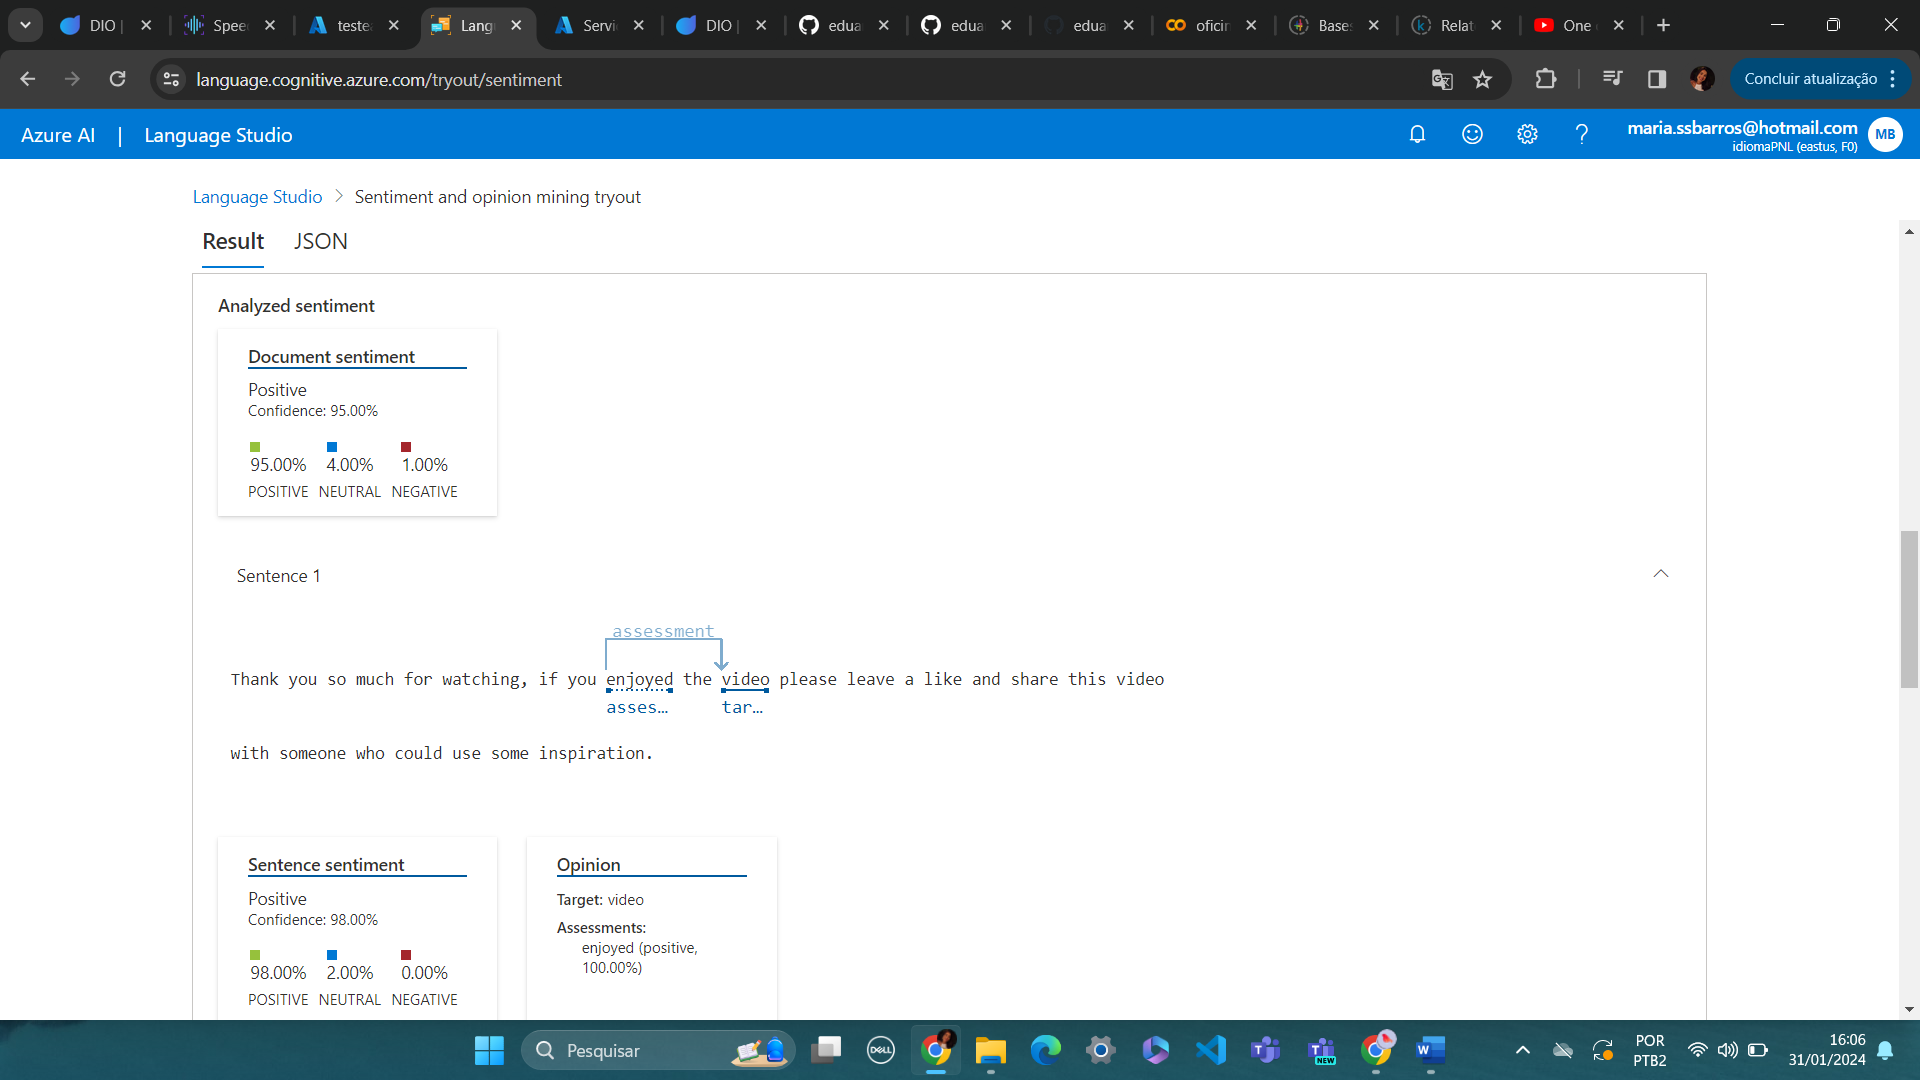 DIO |
Speec
testea
Lang
Servi
DIO |
edua
edua
edua
oficin
Bases
Relat
One
language.cognitive.azure.com/tryout/sentiment
Concluir atualização
Azure AI | Language Studio
maria.ssbarros@hotmail.com
idiomaPNL (eastus, F0)
MB
Language Studio > Sentiment and opinion mining tryout
Result JSON
Analyzed sentiment
Document sentiment
Positive
Confidence: 95.00%
95.00% 4.00% 1.00%
POSITIVE NEUTRAL NEGATIVE
Sentence 1
assessment
Thank you so much for watching, if you enjoyed the video please leave a like and share this video
asses… tar…
with someone who could use some inspiration.
Sentence sentiment
Positive
Confidence: 98.00%
98.00% 2.00% 0.00%
POSITIVE NEUTRAL NEGATIVE
Opinion
Target: video
Assessments:
enjoyed (positive,
100.00%)
Pesquisar
DELL
NEW
POR
PTB2
16:06
31/01/2024